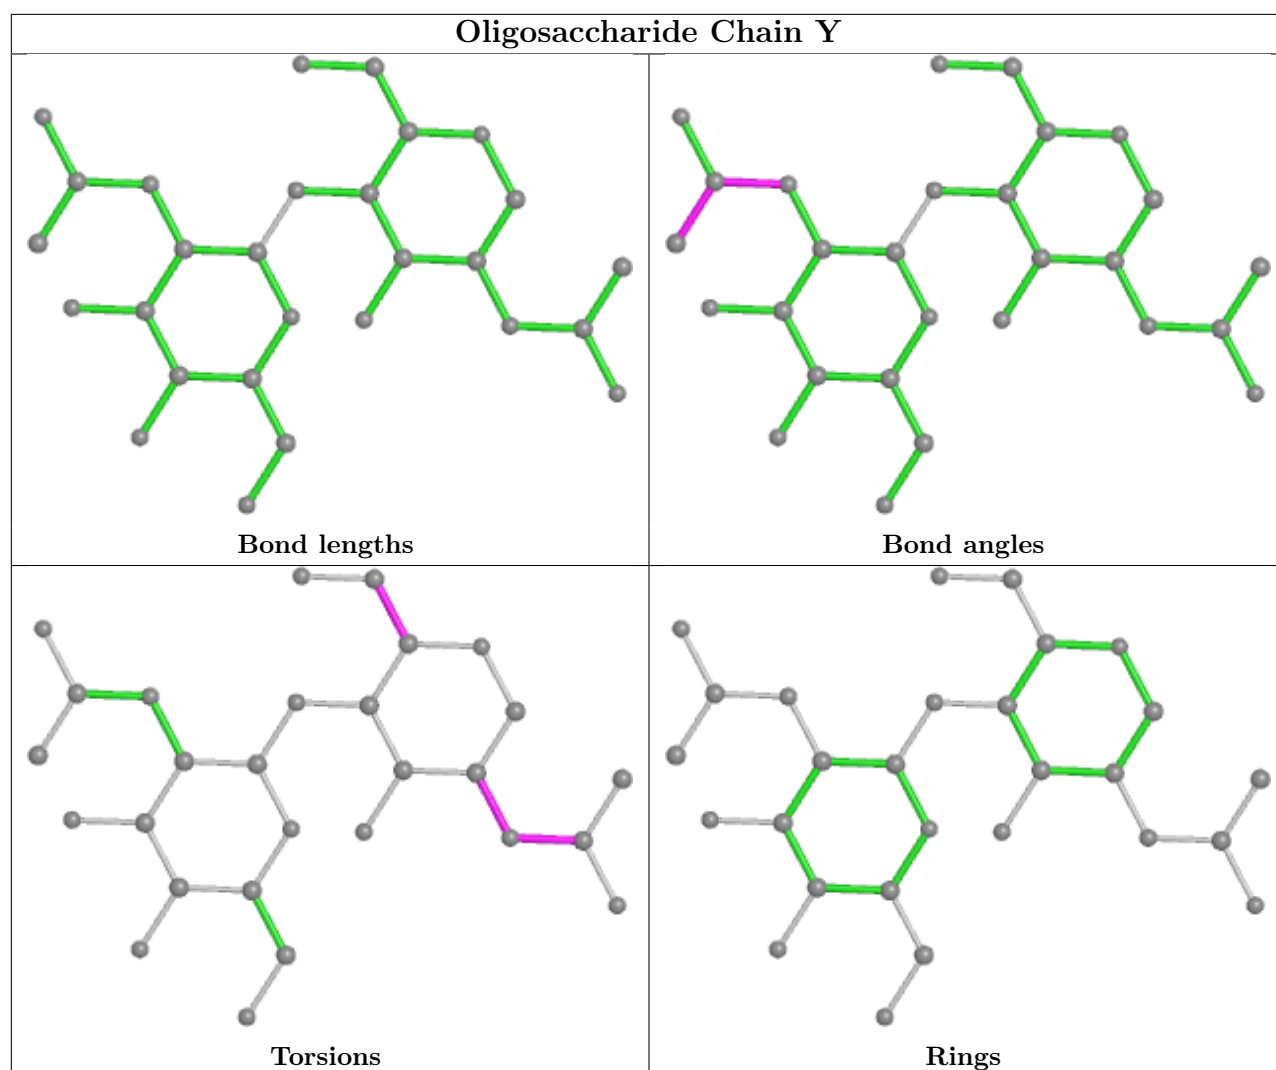 Oligosaccharide Chain Y
Bond lengths
Bond angles
Torsions
Rings